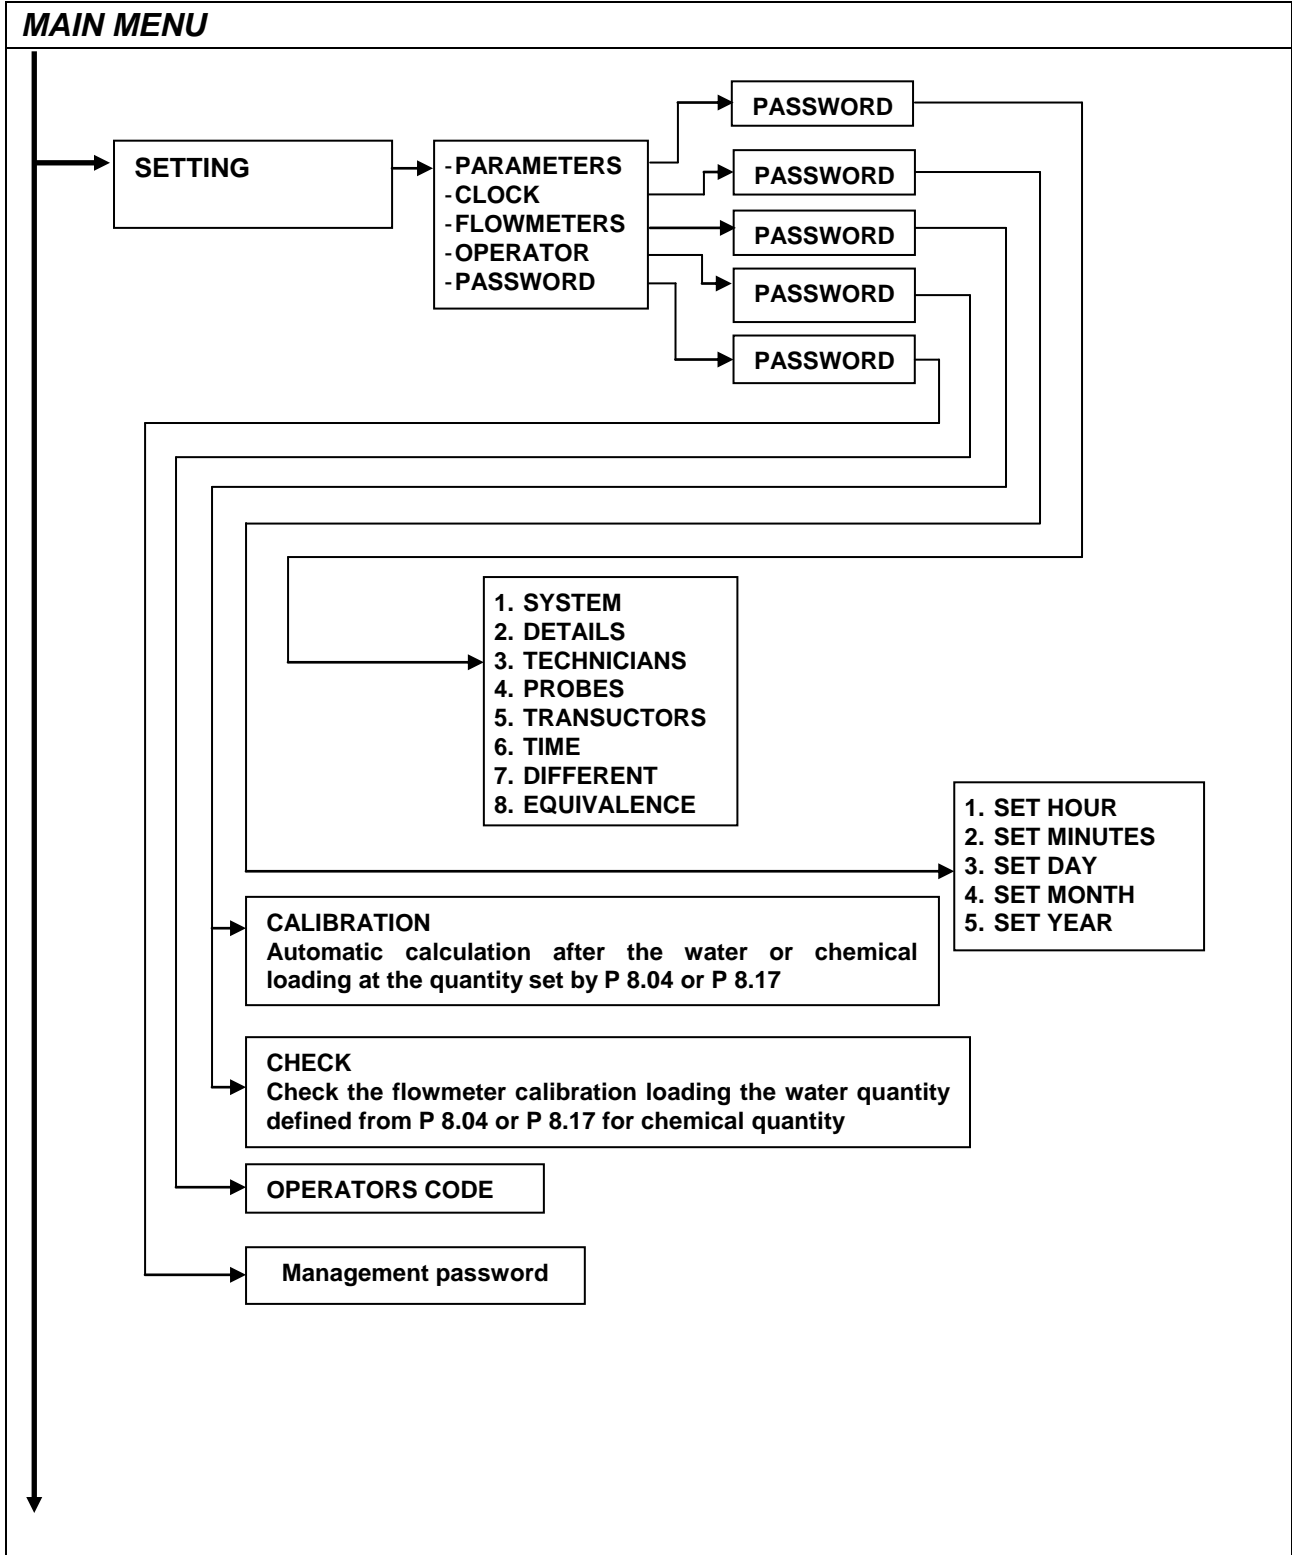 MAIN MENU
PASSWORD
SETTING
-PARAMETERS
-CLOCK
-FLOWMETERS
-OPERATOR
-PASSWORD
PASSWORD
PASSWORD
PASSWORD
PASSWORD
1. SYSTEM
2. DETAILS
3. TECHNICIANS
4. PROBES
5. TRANSUCTORS
6. TIME
7. DIFFERENT
8. EQUIVALENCE
1. SET HOUR
2. SET MINUTES
3. SET DAY
4. SET MONTH
5. SET YEAR
CALIBRATION
Automatic calculation after the water or chemical
loading at the quantity set by P 8.04 or P 8.17
CHECK
Check the flowmeter calibration loading the water quantity
defined from P 8.04 or P 8.17 for chemical quantity
OPERATORS CODE
Management password